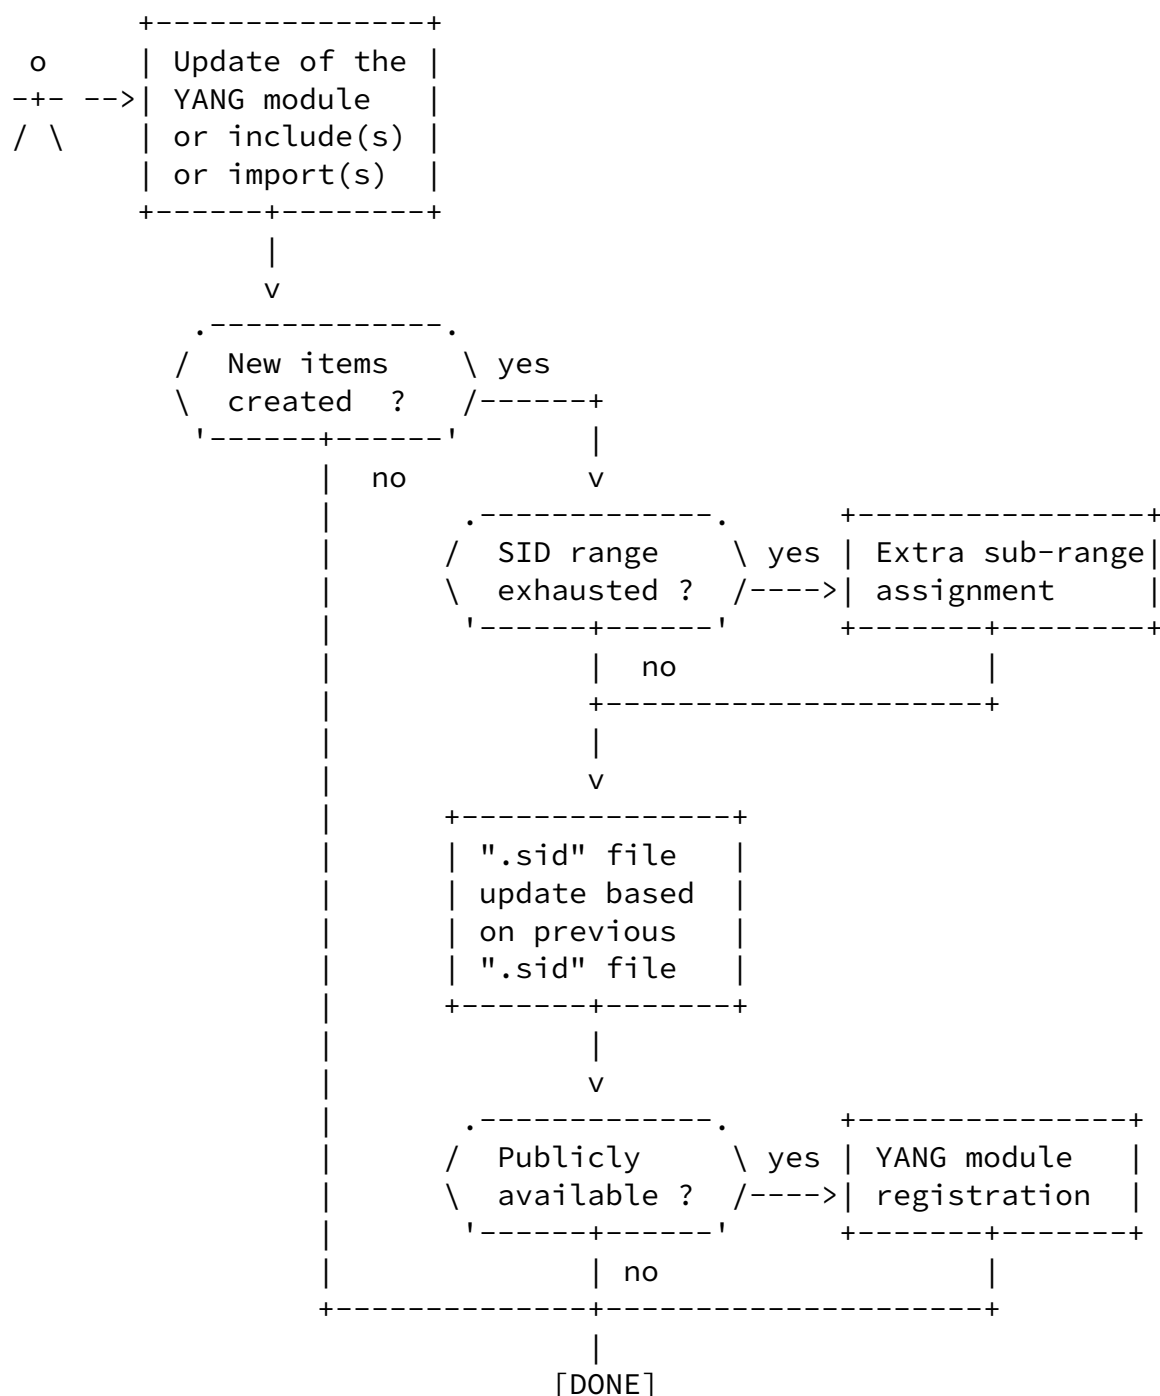 Update of the
YANG module
or include(s)
or import(s)
New items
created ?
yes
no
SID range
exhausted ?
yes
Extra sub-range
assignment
no
".sid" file
update based
on previous
".sid" file
Publicly
available ?
yes
YANG module
registration
no
[DONE]